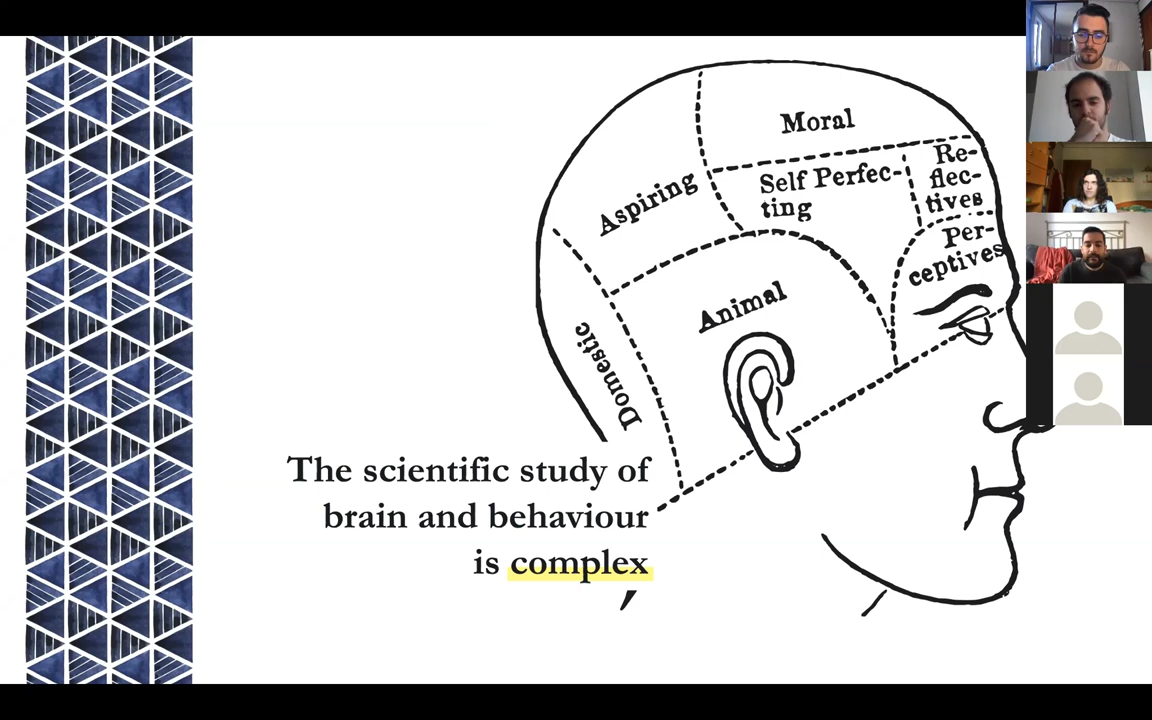 Moral
Re-
flec-
tives
Self Perfec-
ting
Aspiring
Per-
ceptives
Animal
Domestic
The scientific study of
brain and behaviour
is complex